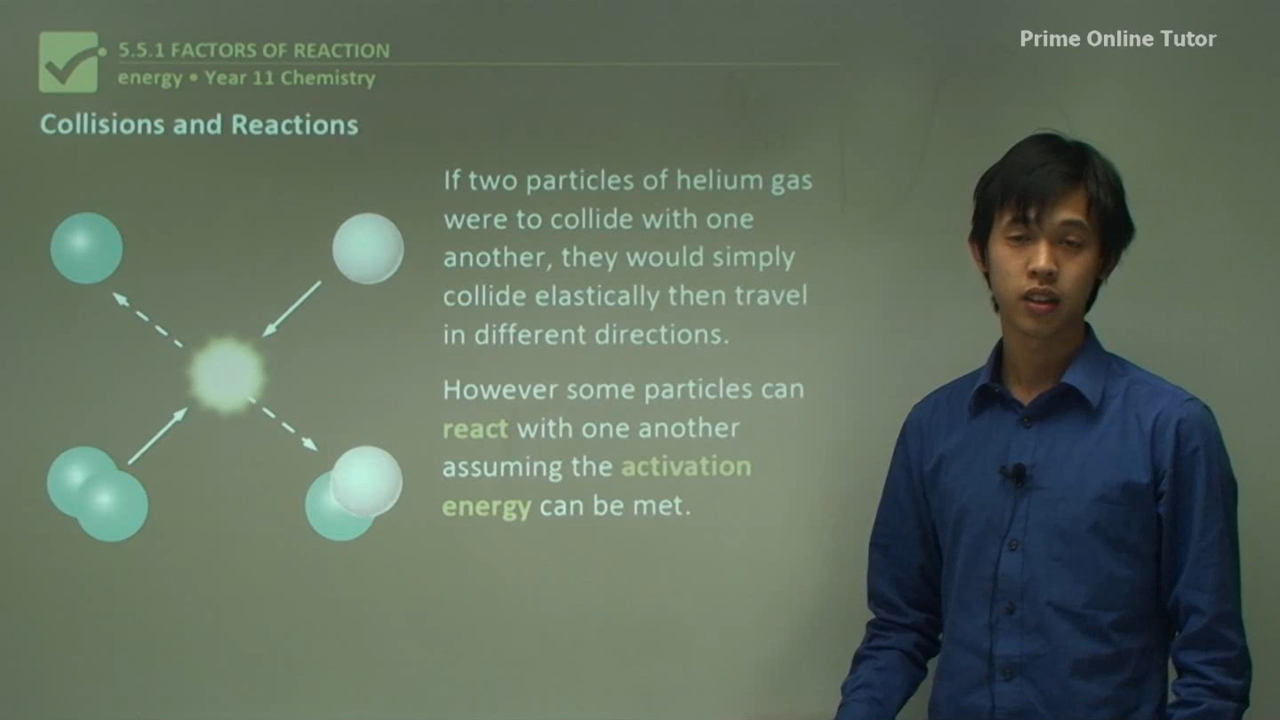 5.5.1 FACTORS OF REACTION
energy • Year 11 Chemistry
Prime Online Tutor
Collisions and Reactions
If two particles of helium gas
were to collide with one
another, they would simply
collide elastically then travel
in different directions.
However some particles can
react with one another
assuming the activation
energy can be met.